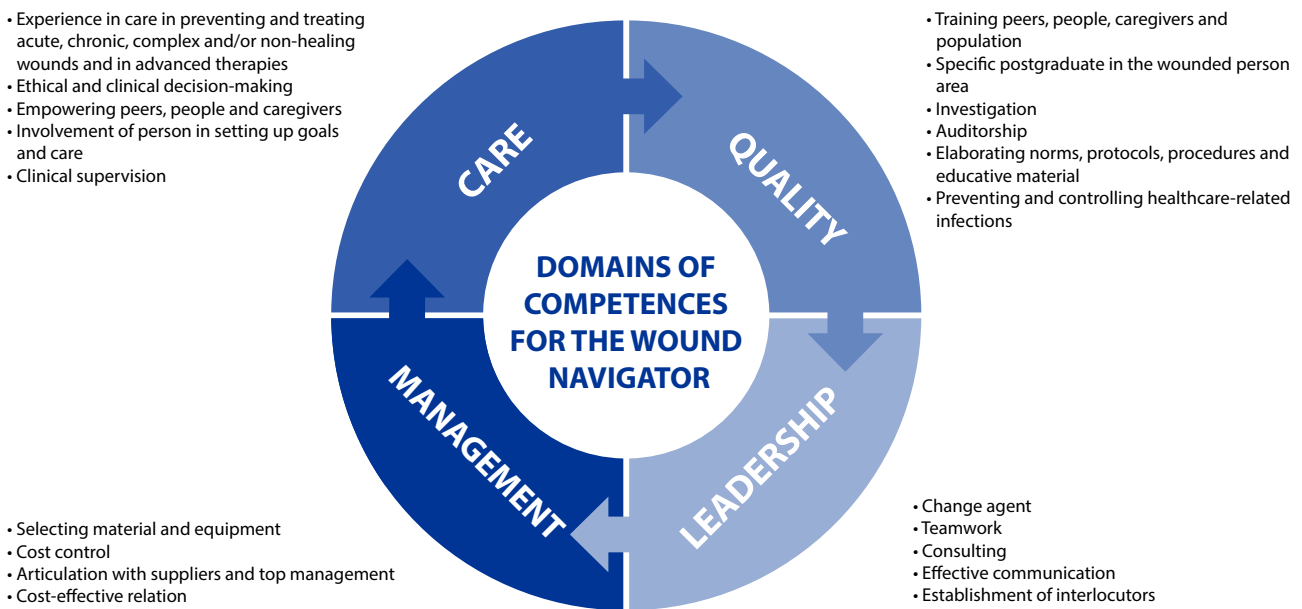 • Experience in care in preventing and treating
acute, chronic, complex and/or non-healing
wounds and in advanced therapies
• Ethical and clinical decision-making
• Empowering peers, people and caregivers
• Involvement of person in setting up goals
and care
• Clinical supervision
• Training peers, people, caregivers and
population
• Specific postgraduate in the wounded person
area
• Investigation
• Auditorship
• Elaborating norms, protocols, procedures and
educative material
• Preventing and controlling healthcare-related
infections
CARE
QUALITY
DOMAINS OF
COMPETENCES
FOR THE WOUND
NAVIGATOR
MANAGEMENT
LEADERSHIP
• Selecting material and equipment
• Cost control
• Articulation with suppliers and top management
• Cost-effective relation
• Change agent
• Teamwork
• Consulting
• Effective communication
• Establishment of interlocutors